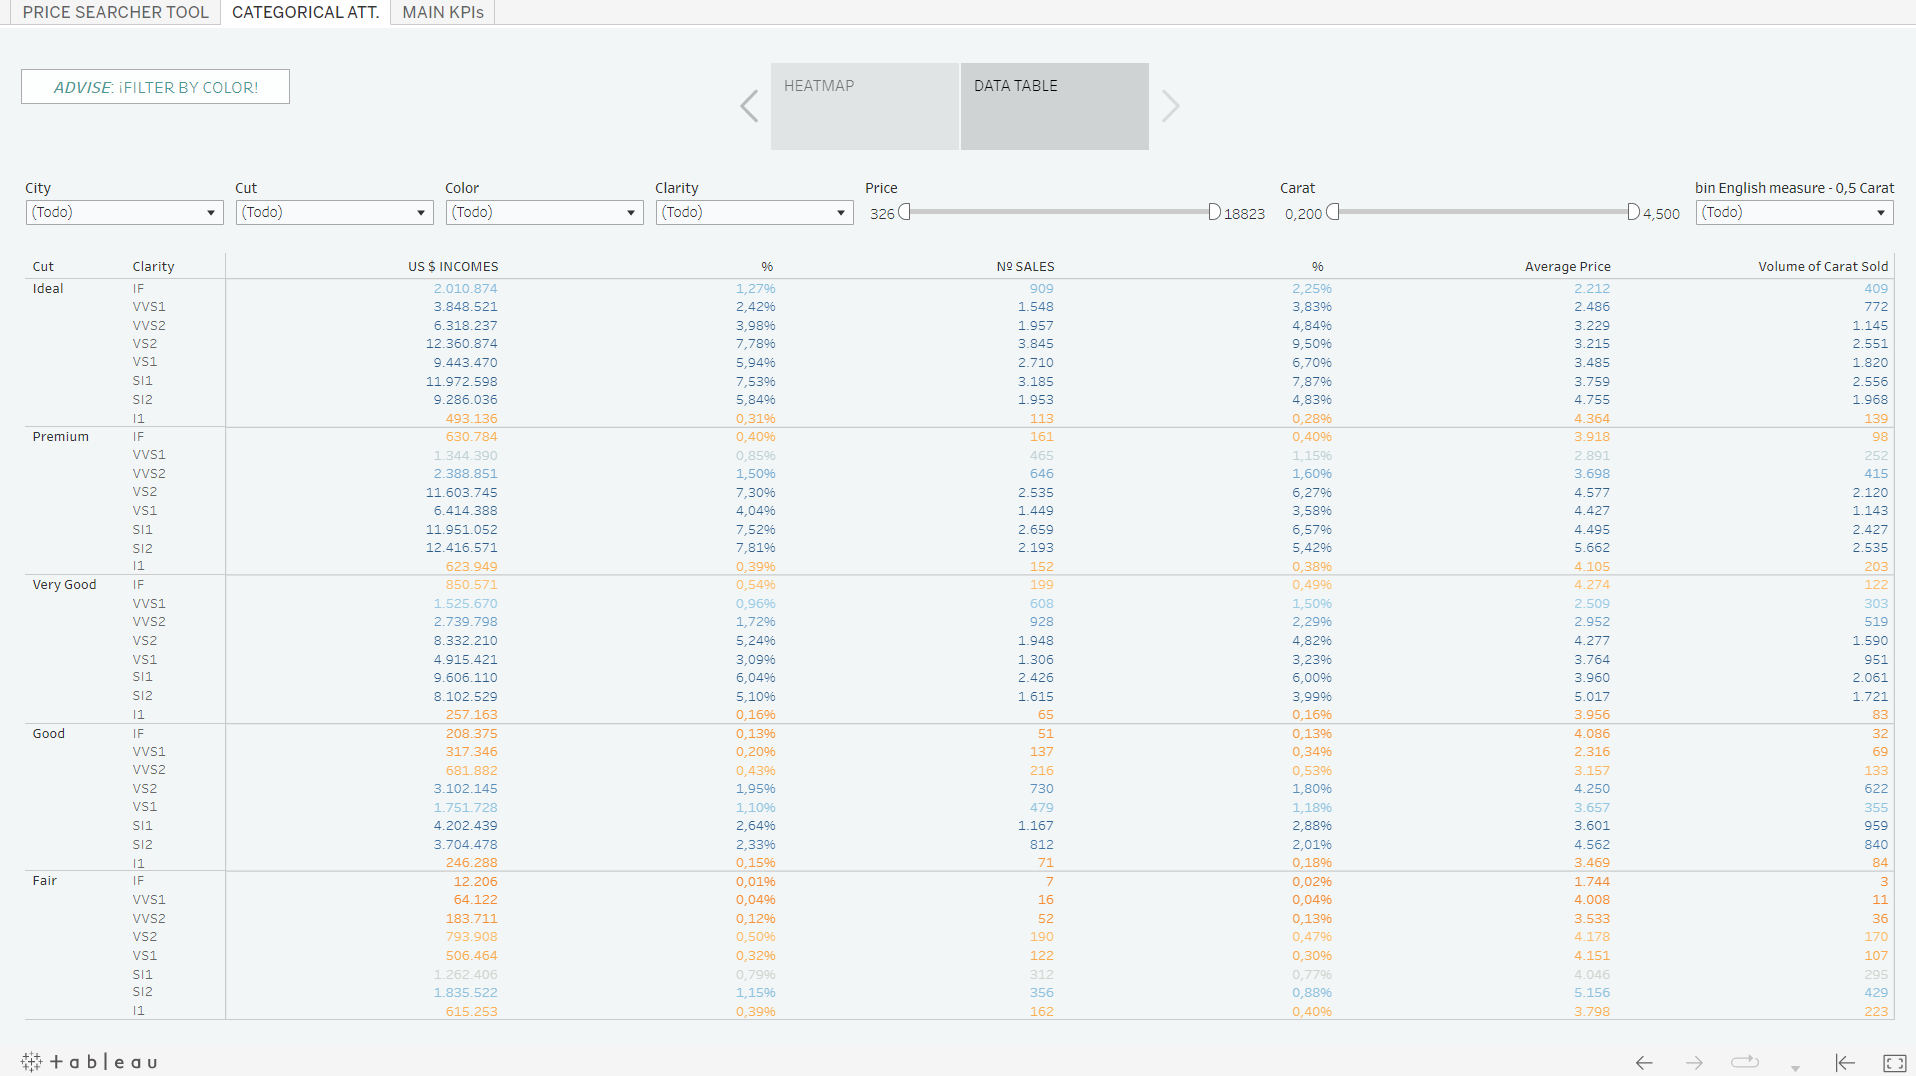 PRICE SEARCHER TOOL CATEGORICAL ATT. MAIN KPIs
ADVISE: ¡FILTER BY COLOR!
HEATMAP DATA TABLE
City Cut Color Clarity Price Carat bin English measure - 0,5 Carat
(Todo) (Todo) (Todo) (Todo) 326 18823 0,200 4,500 (Todo)
Cut Clarity US $ INCOMES % Nº SALES % Average Price Volume of Carat Sold
Ideal IF 2.010.874 1,27% 909 2,25% 2.212 409
VVS1 3.848.521 2,42% 1.548 3,83% 2.486 772
VVS2 6.318.237 3,98% 1.957 4,84% 3.229 1.145
VS2 12.360.874 7,78% 3.845 9,50% 3.215 2.551
VS1 9.443.470 5,94% 2.710 6,70% 3.485 1.820
SI1 11.972.598 7,53% 3.185 7,87% 3.759 2.556
SI2 9.286.036 5,84% 1.953 4,83% 4.755 1.968
I1 493.136 0,31% 113 0,28% 4.364 139
Premium IF 630.784 0,40% 161 0,40% 3.918 98
VVS1 1.344.390 0,85% 465 1,15% 2.891 252
VVS2 2.388.851 1,50% 646 1,60% 3.698 415
VS2 11.603.745 7,30% 2.535 6,27% 4.577 2.120
VS1 6.414.388 4,04% 1.449 3,58% 4.427 1.143
SI1 11.951.052 7,52% 2.659 6,57% 4.495 2.427
SI2 12.416.571 7,81% 2.193 5,42% 5.662 2.535
I1 623.949 0,39% 152 0,38% 4.105 203
Very Good IF 850.571 0,54% 199 0,49% 4.274 122
VVS1 1.525.670 0,96% 608 1,50% 2.509 303
VVS2 2.739.798 1,72% 928 2,29% 2.952 519
VS2 8.332.210 5,24% 1.948 4,82% 4.277 1.590
VS1 4.915.421 3,09% 1.306 3,23% 3.764 951
SI1 9.606.110 6,04% 2.426 6,00% 3.960 2.061
SI2 8.102.529 5,10% 1.615 3,99% 5.017 1.721
I1 257.163 0,16% 65 0,16% 3.956 83
Good IF 208.375 0,13% 51 0,13% 4.086 32
VVS1 317.346 0,20% 137 0,34% 2.316 69
VVS2 681.882 0,43% 216 0,53% 3.157 133
VS2 3.102.145 1,95% 730 1,80% 4.250 622
VS1 1.751.728 1,10% 479 1,18% 3.657 355
SI1 4.202.439 2,64% 1.167 2,88% 3.601 959
SI2 3.704.478 2,33% 812 2,01% 4.562 840
I1 246.288 0,15% 71 0,18% 3.469 84
Fair IF 12.206 0,01% 7 0,02% 1.744 3
VVS1 64.122 0,04% 16 0,04% 4.008 11
VVS2 183.711 0,12% 52 0,13% 3.533 36
VS2 793.908 0,50% 190 0,47% 4.178 170
VS1 506.464 0,32% 122 0,30% 4.151 107
SI1 1.262.406 0,79% 312 0,77% 4.046 295
SI2 1.835.522 1,15% 356 0,88% 5.156 429
I1 615.253 0,39% 162 0,40% 3.798 223
+ableau